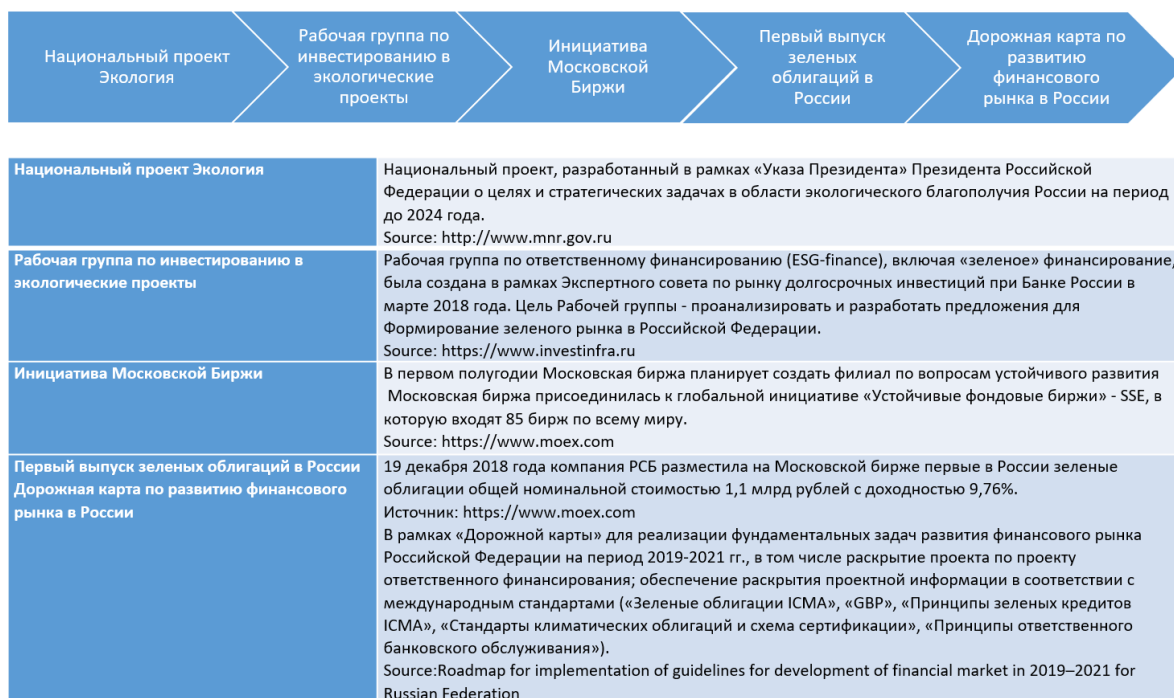 Национальный проект
Экология
Рабочая группа по
инвестированию в
экологические
проекты
Инициатива
Московской
Биржи
Первый выпуск
зеленых
облигаций в
России
Дорожная карта по
развитию
финансового
рынка в России
Национальный проект Экология
Национальный проект, разработанный в рамках «Указа Президента» Президента Российской
Федерации о целях и стратегических задачах в области экологического благополучия России на период
до 2024 года.
Source: http://www.mnr.gov.ru
Рабочая группа по инвестированию в
экологические проекты
Рабочая группа по ответственному финансированию (ESG-finance), включая «зеленое» финансирование,
была создана в рамках Экспертного совета по рынку долгосрочных инвестиций при Банке России в
марте 2018 года. Цель Рабочей группы - проанализировать и разработать предложения для
Формирование зеленого рынка в Российской Федерации.
Source: https://www.investinfra.ru
Инициатива Московской Биржи
В первом полугодии Московская биржа планирует создать филиал по вопросам устойчивого развития
Московская биржа присоединилась к глобальной инициативе «Устойчивые фондовые биржи» - SSE, в
которую входят 85 бирж по всему миру.
Source: https://www.moex.com
Первый выпуск зеленых облигаций в России
Дорожная карта по развитию финансового
рынка в России
19 декабря 2018 года компания РСБ разместила на Московской бирже первые в России зеленые
облигации общей номинальной стоимостью 1,1 млрд рублей с доходностью 9,76%.
Источник: https://www.moex.com
В рамках «Дорожной карты» для реализации фундаментальных задач развития финансового рынка
Российской Федерации на период 2019-2021 гг., в том числе раскрытие проекта по проекту
ответственного финансирования; обеспечение раскрытия проектной информации в соответствии с
международным стандартами («Зеленые облигации ICMA», «GBP», «Принципы зеленых кредитов
ICMA», «Стандарты климатических облигаций и схема сертификации», «Принципы ответственного
банковского обслуживания»).
Source:Roadmap for implementation of guidelines for development of financial market in 2019–2021 for
Russian Federation